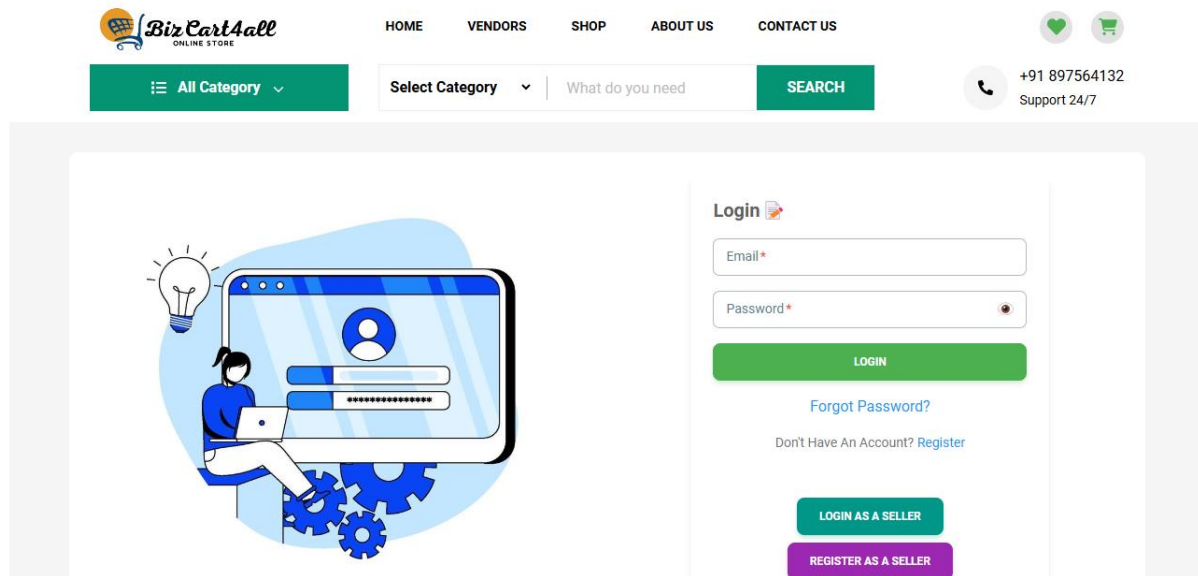 BizCart4all
ONLINE STORE
HOME VENDORS SHOP ABOUT US CONTACT US
All Category
Select Category What do you need SEARCH
+91 897564132
Support 24/7
Login
Email*
Password*
***************
LOGIN
Forgot Password?
Don't Have An Account? Register
LOGIN AS A SELLER
REGISTER AS A SELLER